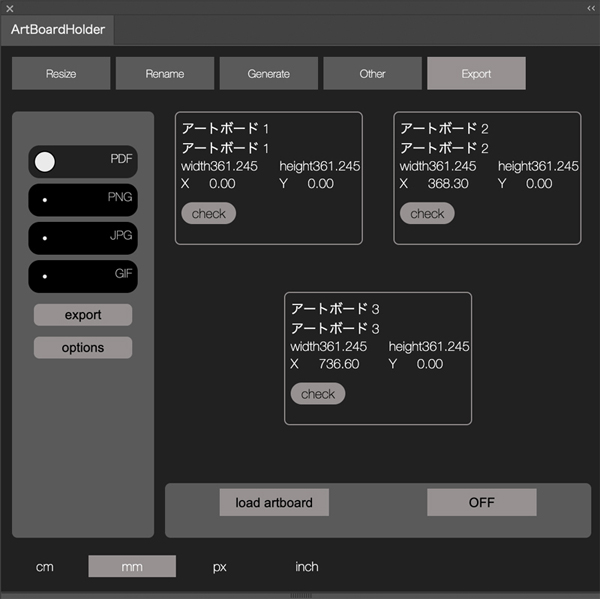 ArtBoardHolder
Resize Rename Generate Other Export
PDF
PNG
JPG
GIF
export
options
アートボード 1
アートボード 1
width361.245 height361.245
X 0.00 Y 0.00
check
アートボード 2
アートボード 2
width361.245 height361.245
X 368.30 Y 0.00
check
アートボード 3
アートボード 3
width361.245 height361.245
X 736.60 Y 0.00
check
load artboard OFF
cm mm px inch